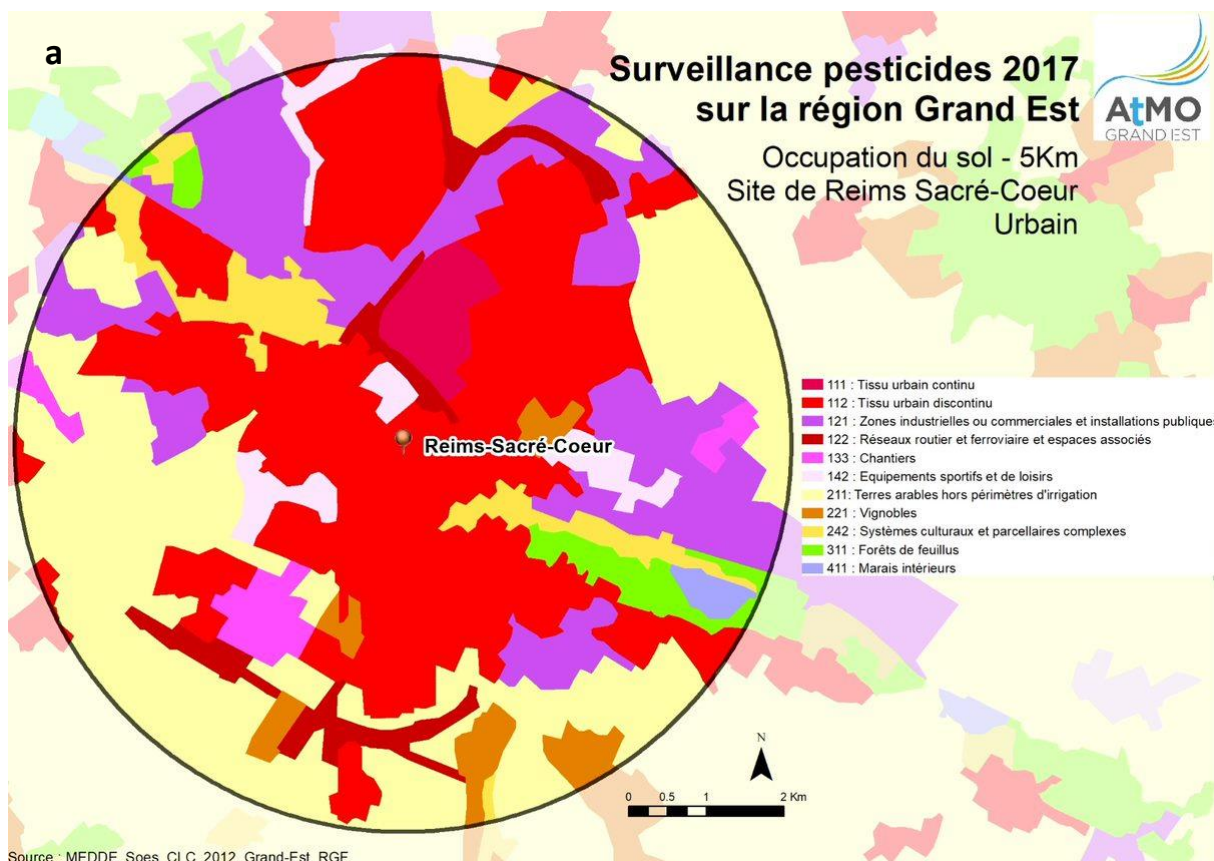 a
Surveillance pesticides 2017
sur la région Grand Est
AtMO
GRAND EST
Occupation du sol - 5Km
Site de Reims Sacré-Coeur
Urbain
111 : Tissu urbain continu
112 : Tissu urbain discontinu
121 : Zones industrielles ou commerciales et installations publique
122 : Réseaux routier et ferroviaire et espaces associés
133 : Chantiers
142 : Equipements sportifs et de loisirs
211: Terres arables hors périmètres d'irrigation
221 : Vignobles
242 : Systèmes culturaux et parcellaires complexes
311 : Forêts de feuillus
411 : Marais intérieurs
Reims-Sacré-Coeur
N
0 0.5 1 2 Km
Source : MEDDE, Soes, CLC, 2012, Grand-Est, RGF